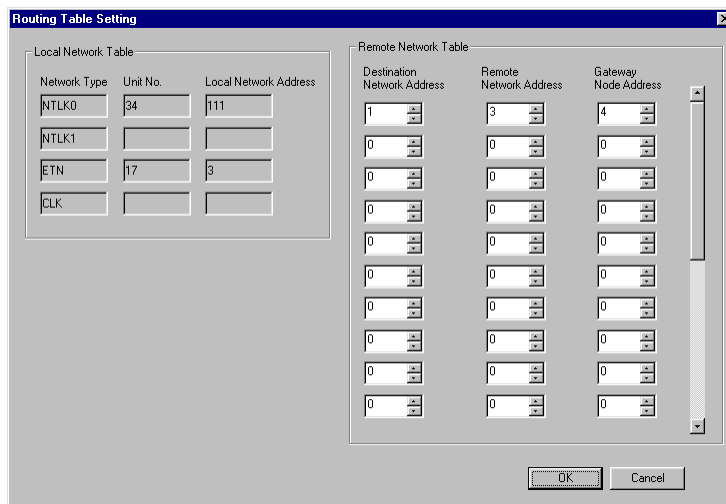 Routing Table Setting
Local Network Table
Network Type Unit No. Local Network Address
NTLK0 34 111
NTLK1
ETN 17 3
CLK
Remote Network Table
Destination Network Address Remote Network Address Gateway Node Address
1 3 4
0 0 0
0 0 0
0 0 0
0 0 0
0 0 0
0 0 0
0 0 0
0 0 0
0 0 0
OK Cancel